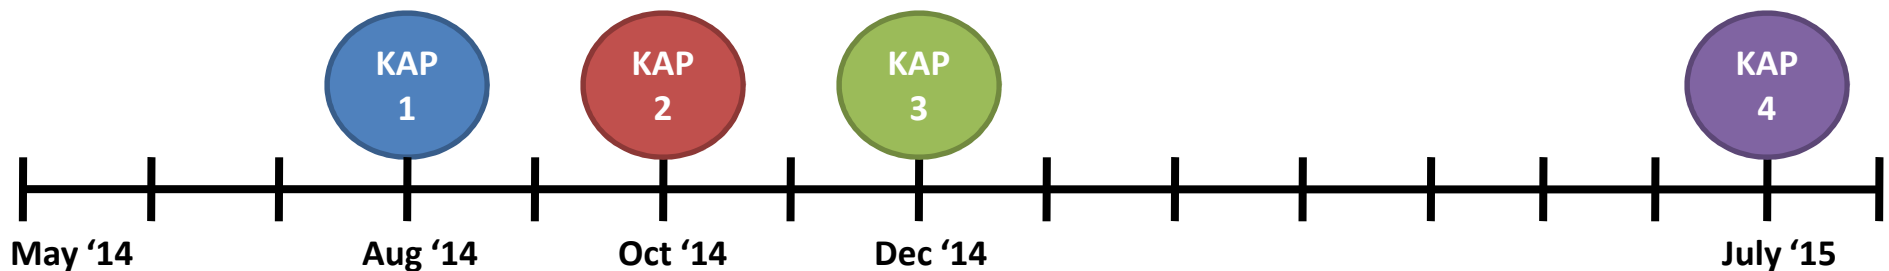 KAP
1
KAP
2
KAP
3
KAP
4
May ‘14
Aug ‘14
Oct ‘14
Dec ‘14
July ‘15